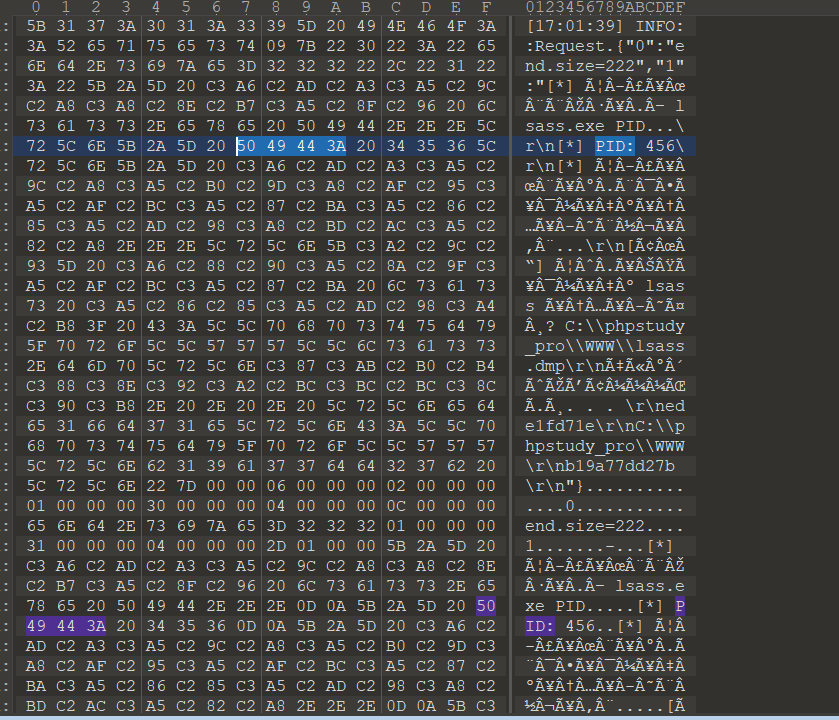 0 1 2 3 4 5 6 7 8 9 A B C D E F 0123456789ABCDEF
: 5B 31 37 3A 30 31 3A 33 39 5D 20 49 4E 46 4F 3A [17:01:39] INFO:
: 3A 52 65 71 75 65 73 74 09 7B 22 30 22 3A 22 65 :Request.{"0":"e
: 6E 64 2E 73 69 7A 65 3D 32 32 32 22 2C 22 31 22 nd.size=222","1"
: 3A 22 5B 2A 5D 20 C3 A6 C2 AD C2 A3 C3 A5 C2 9C :"[*] Ã¦Â­Â£Ã¥Âœ
: C2 A8 C3 A8 C2 8E C2 B7 C3 A5 C2 8F C2 96 20 6C Â¨Ã¨ÂŽÂ·Ã¥Â.Â– l
: 73 61 73 73 2E 65 78 65 20 50 49 44 2E 2E 2E 5C sass.exe PID...\
: 72 5C 6E 5B 2A 5D 20 50 49 44 3A 20 34 35 36 5C r\n[*] PID: 456\
: 72 5C 6E 5B 2A 5D 20 C3 A6 C2 AD C2 A3 C3 A5 C2 r\n[*] Ã¦Â­Â£Ã¥Â
: 9C C2 A8 C3 A5 C2 B0 C2 9D C3 A8 C2 AF C2 95 C3 œÂ¨Ã¥Â°Â.Ã¨Â¯Â•Ã
: A5 C2 AF C2 BC C3 A5 C2 87 C2 BA C3 A5 C2 86 C2 ¥Â¯Â¼Ã¥Â‡ÂºÃ¥Â†Â
: 85 C3 A5 C2 AD C2 98 C3 A8 C2 BD C2 AC C3 A5 C2 …Ã¥Â­Â˜Ã¨Â½Â¬Ã¥Â
: 82 C2 A8 2E 2E 2E 5C 72 5C 6E 5B C3 A2 C2 9C C2 ‚Â¨...\r\n[Ã¢ÂœÂ
: 93 5D 20 C3 A6 C2 88 C2 90 C3 A5 C2 8A C2 9F C3 “] Ã¦ÂˆÂ.Ã¥ÂŠÂŸÃ
: A5 C2 AF C2 BC C3 A5 C2 87 C2 BA 20 6C 73 61 73 ¥Â¯Â¼Ã¥Â‡Âº lsas
: 73 20 C3 A5 C2 86 C2 85 C3 A5 C2 AD C2 98 C3 A4 s Ã¥Â†Â…Ã¥Â­Â˜Ã¤
: C2 B8 3F 20 43 3A 5C 5C 70 68 70 73 74 75 64 79 Â¸? C:\\phpstudy
: 5F 70 72 6F 5C 5C 57 57 57 5C 5C 6C 73 61 73 73 _pro\\WWW\\lsass
: 2E 64 6D 70 5C 72 5C 6E C3 87 C3 AB C2 B0 C2 B4 .dmp\r\nÃ‡Ã«Â°Â´
: C3 88 C3 8E C3 92 C3 A2 C2 BC C3 BC C2 BC C3 8C ÃˆÃŽÃ’Ã¢Â¼Ã¼Â¼ÃŒ
: C3 90 C3 B8 2E 20 2E 20 2E 20 5C 72 5C 6E 65 64 Ã.Ã¸. . . \r\ned
: 65 31 66 64 37 31 65 5C 72 5C 6E 43 3A 5C 5C 70 e1fd71e\r\nC:\\p
: 68 70 73 74 75 64 79 5F 70 72 6F 5C 5C 57 57 57 hpstudy_pro\\WWW
: 5C 72 5C 6E 62 31 39 61 37 37 64 64 32 37 62 20 \r\nb19a77dd27b
: 5C 72 5C 6E 22 7D 00 00 06 00 00 00 02 00 00 00 \r\n"}..........
: 01 00 00 00 30 00 00 00 04 00 00 00 0C 00 00 00 ....0...........
: 65 6E 64 2E 73 69 7A 65 3D 32 32 32 01 00 00 00 end.size=222....
: 31 00 00 00 04 00 00 00 2D 01 00 00 5B 2A 5D 20 1.......-...[*]
: C3 A6 C2 AD C2 A3 C3 A5 C2 9C C2 A8 C3 A8 C2 8E Ã¦Â­Â£Ã¥ÂœÂ¨Ã¨ÂŽ
: C2 B7 C3 A5 C2 8F C2 96 20 6C 73 61 73 73 2E 65 Â·Ã¥Â.Â– lsass.e
: 78 65 20 50 49 44 2E 2E 2E 0D 0A 5B 2A 5D 20 50 xe PID.....[*] P
: 49 44 3A 20 34 35 36 0D 0A 5B 2A 5D 20 C3 A6 C2 ID: 456..[*] Ã¦Â
: AD C2 A3 C3 A5 C2 9C C2 A8 C3 A5 C2 B0 C2 9D C3 ­Â£Ã¥ÂœÂ¨Ã¥Â°Â.Ã
: A8 C2 AF C2 95 C3 A5 C2 AF C2 BC C3 A5 C2 87 C2 ¨Â¯Â•Ã¥Â¯Â¼Ã¥Â‡Â
: BA C3 A5 C2 86 C2 85 C3 A5 C2 AD C2 98 C3 A8 C2 ºÃ¥Â†Â…Ã¥Â­Â˜Ã¨Â
: BD C2 AC C3 A5 C2 82 C2 A8 2E 2E 2E 0D 0A 5B C3 ½Â¬Ã¥Â‚Â¨.....[Ã